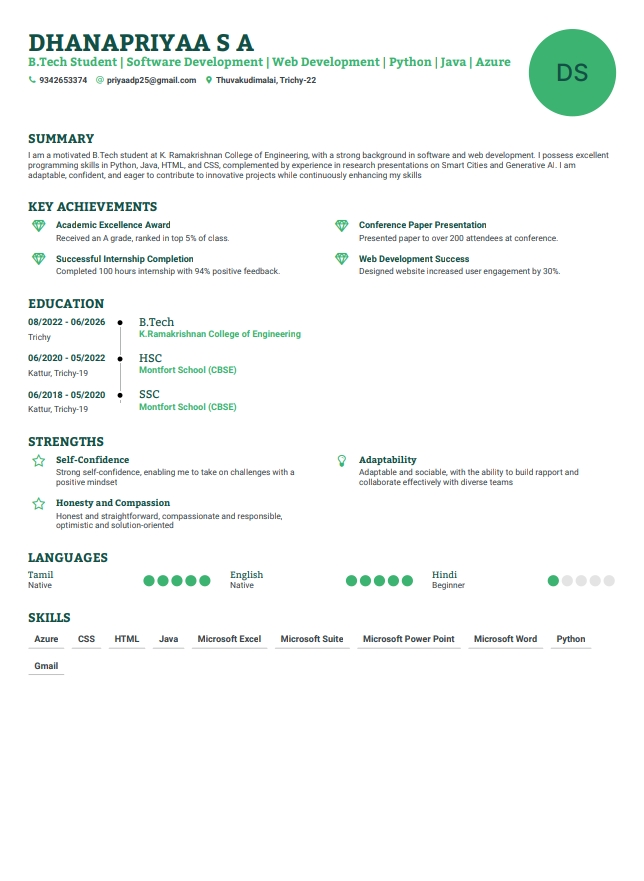 DHANAPRIYAA S A
B.Tech Student | Software Development | Web Development | Python | Java | Azure
9342653374 @ priyaadp25@gmail.com Thuvakudimalai, Trichy-22
DS
SUMMARY
I am a motivated B.Tech student at K. Ramakrishnan College of Engineering, with a strong background in software and web development. I possess excellent
programming skills in Python, Java, HTML, and CSS, complemented by experience in research presentations on Smart Cities and Generative AI. I am
adaptable, confident, and eager to contribute to innovative projects while continuously enhancing my skills
KEY ACHIEVEMENTS
Academic Excellence Award
Received an A grade, ranked in top 5% of class.
Conference Paper Presentation
Presented paper to over 200 attendees at conference.
Successful Internship Completion
Completed 100 hours internship with 94% positive feedback.
Web Development Success
Designed website increased user engagement by 30%.
EDUCATION
08/2022 - 06/2026 B.Tech
Trichy K.Ramakrishnan College of Engineering
06/2020 - 05/2022 HSC
Kattur, Trichy-19 Montfort School (CBSE)
06/2018 - 05/2020 SSC
Kattur, Trichy-19 Montfort School (CBSE)
STRENGTHS
Self-Confidence
Strong self-confidence, enabling me to take on challenges with a
positive mindset
Adaptability
Adaptable and sociable, with the ability to build rapport and
collaborate effectively with diverse teams
Honesty and Compassion
Honest and straightforward, compassionate and responsible,
optimistic and solution-oriented
LANGUAGES
Tamil
Native
English
Native
Hindi
Beginner
SKILLS
Azure CSS HTML Java Microsoft Excel Microsoft Suite Microsoft Power Point Microsoft Word Python
Gmail